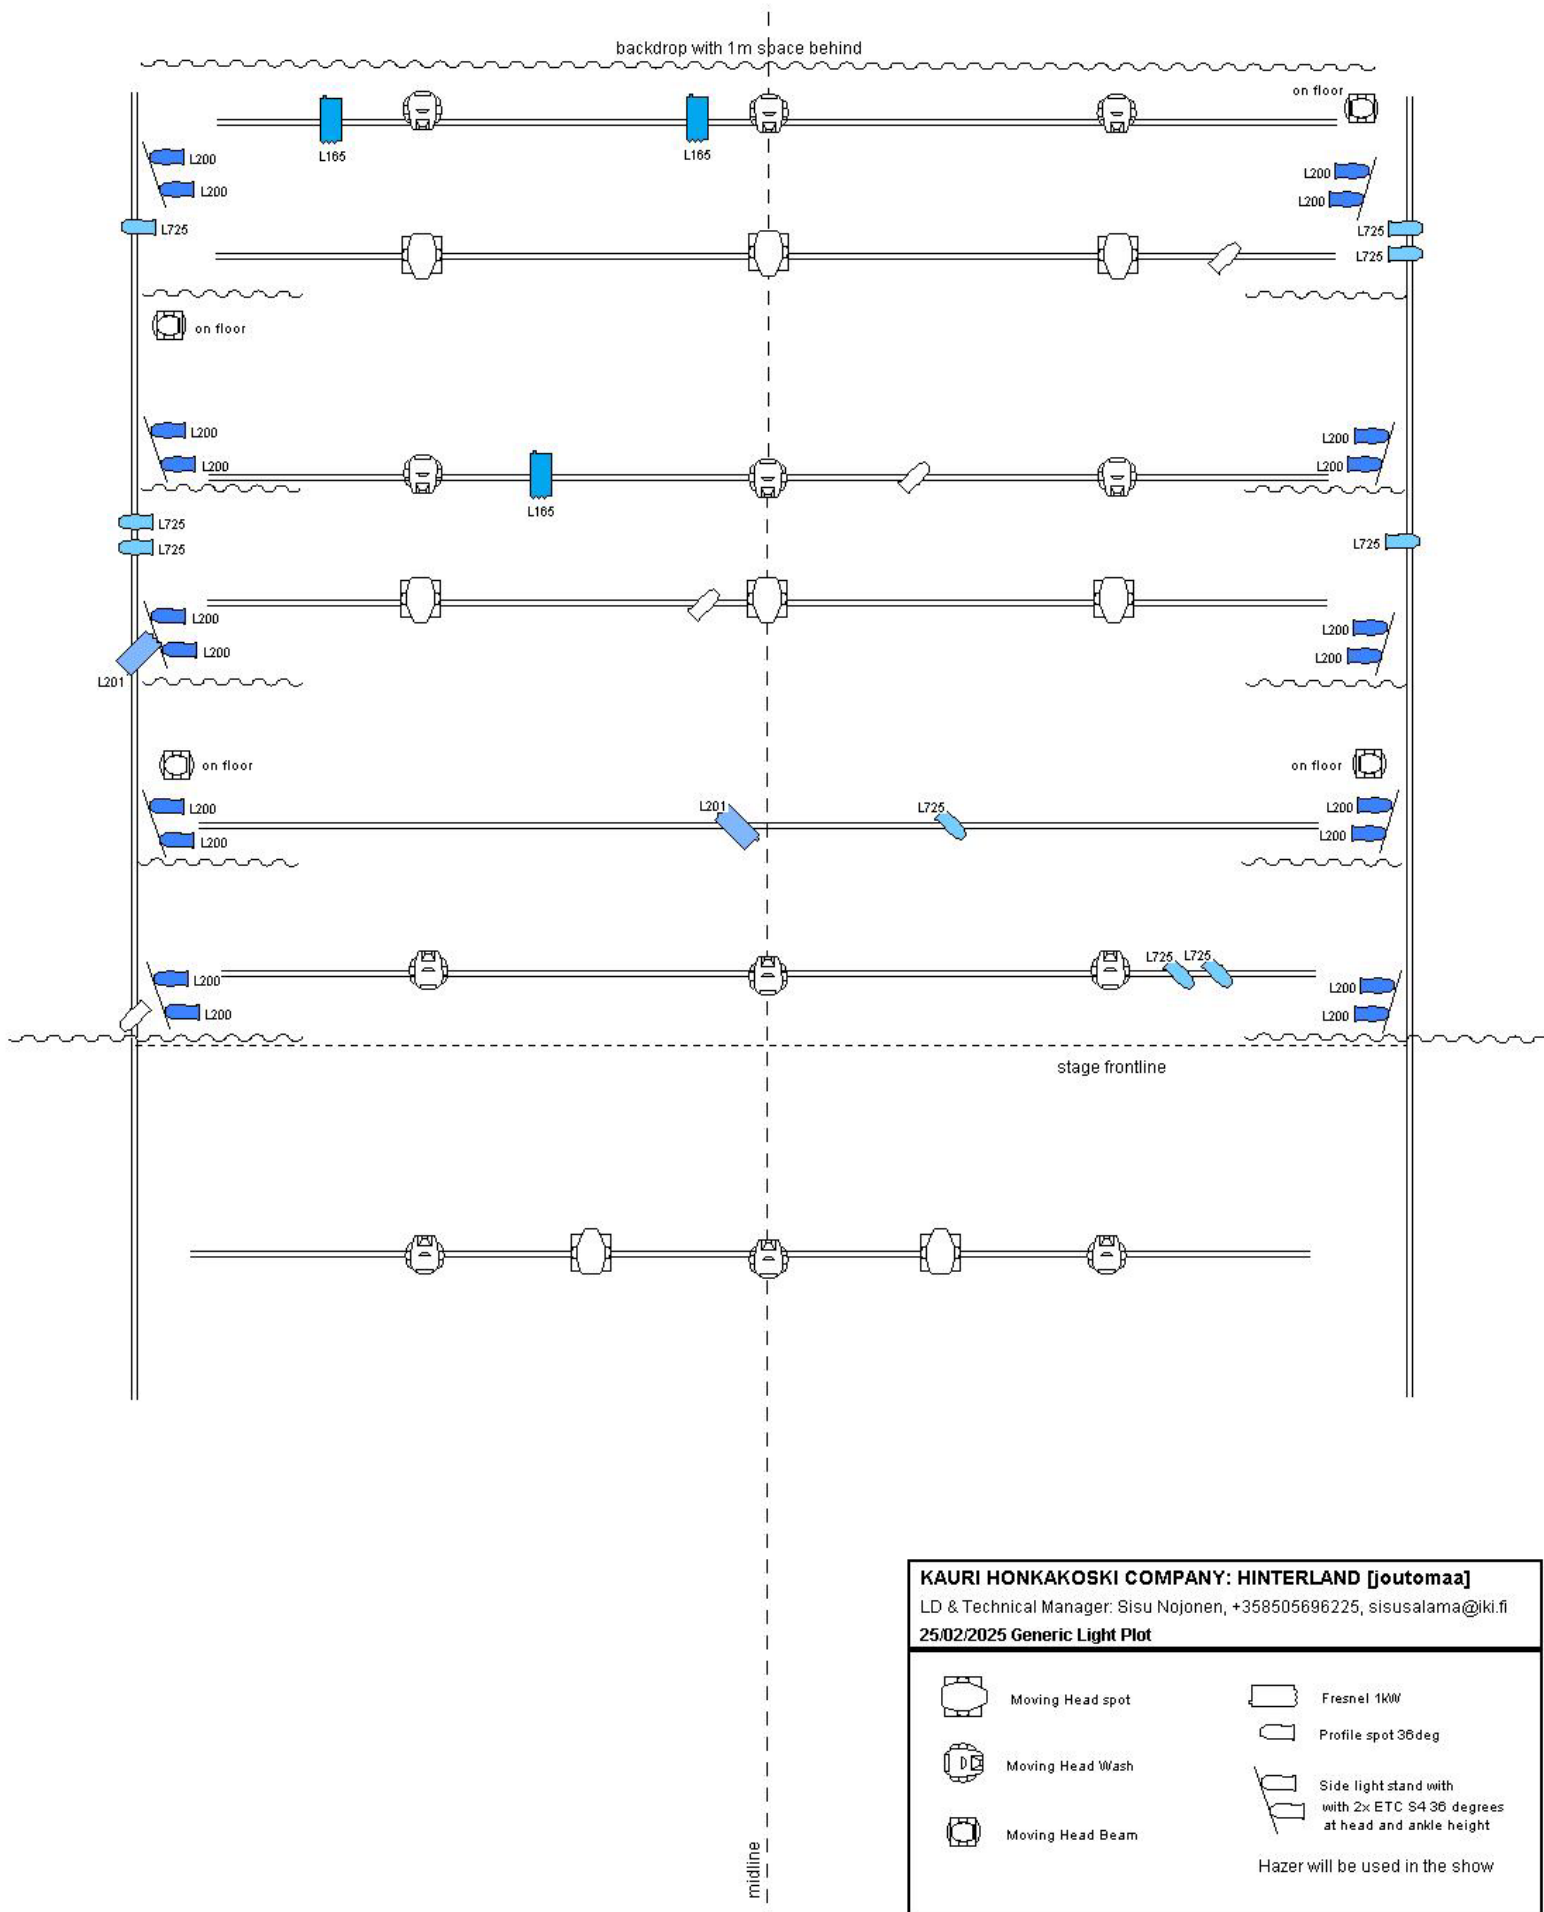 backdrop with 1m space behind
on floor
L165
L165
L200
L200
L200
L200
L725
L725
L725
on floor
L200
L200
L200
L200
L165
L725
L725
L725
L200
L200
L200
L200
L201
on floor
on floor
L200
L201
L725
L200
L200
L200
L725
L725
L200
L200
L200
L200
stage frontline
KAURI HONKAKOSKI COMPANY: HINTERLAND [joutomaa]
LD & Technical Manager: Sisu Nojonen, +358505696225, sisusalama@iki.fi
25/02/2025 Generic Light Plot
Moving Head spot
Fresnel 1kW
Profile spot 36deg
Moving Head Wash
Side light stand with
with 2x ETC S4 36 degrees
at head and ankle height
Moving Head Beam
Hazer will be used in the show
midline